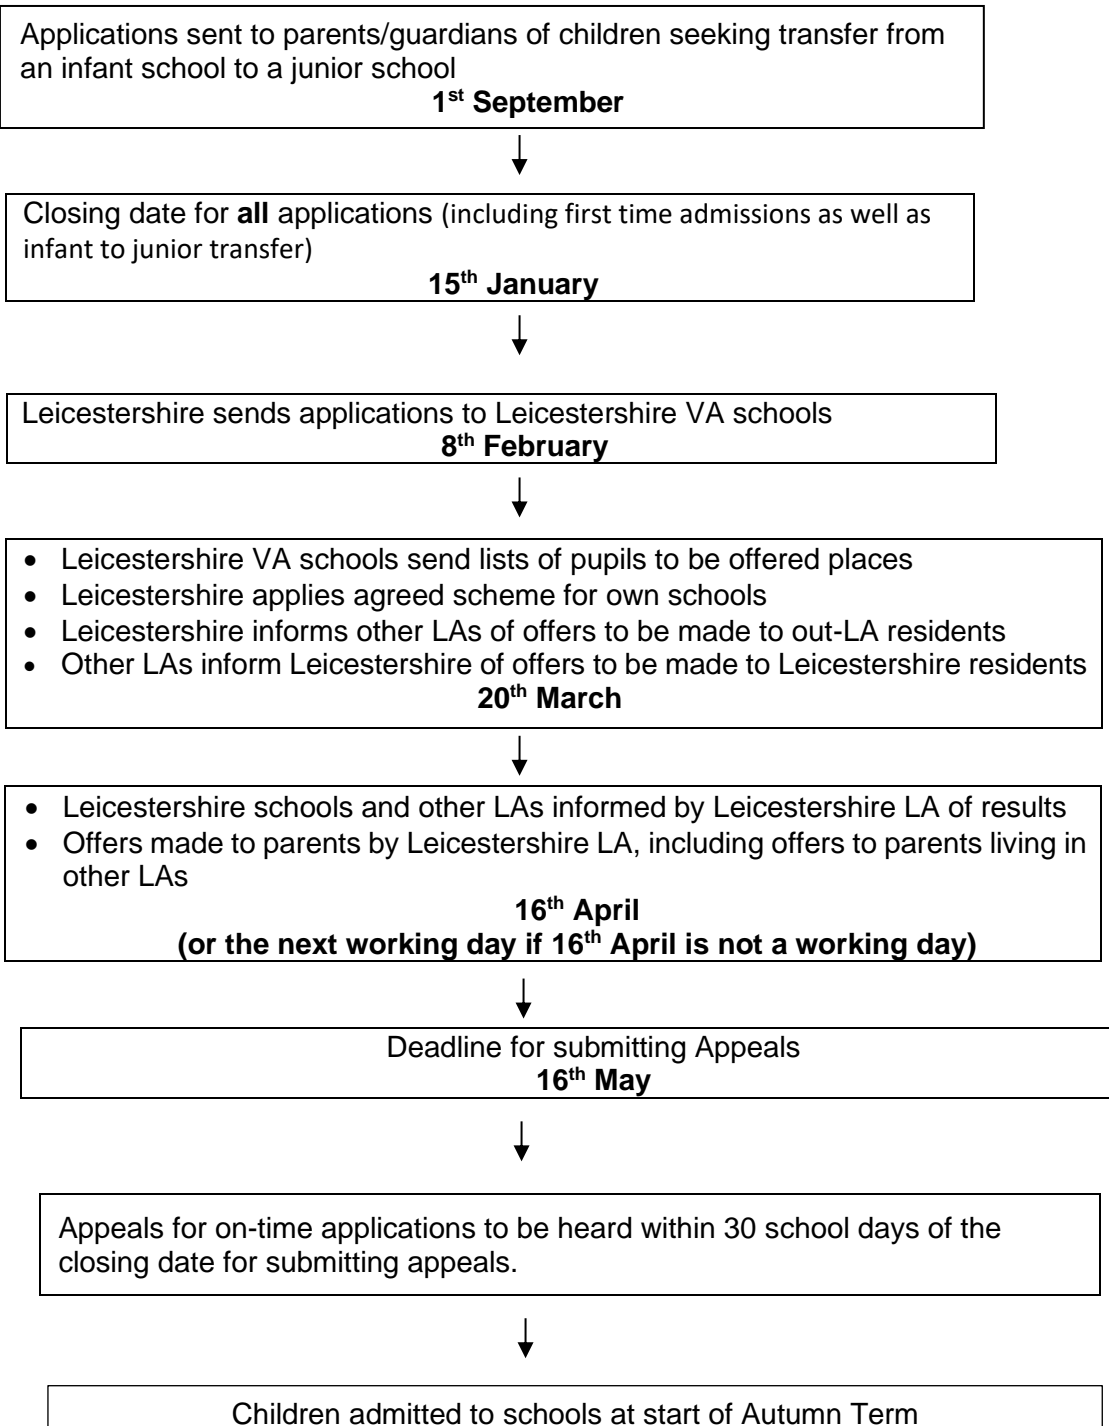 Applications sent to parents/guardians of children seeking transfer from
an infant school to a junior school
1st September
Closing date for all applications (including first time admissions as well as
infant to junior transfer)
15th January
Leicestershire sends applications to Leicestershire VA schools
8th February
• Leicestershire VA schools send lists of pupils to be offered places
• Leicestershire applies agreed scheme for own schools
• Leicestershire informs other LAs of offers to be made to out-LA residents
• Other LAs inform Leicestershire of offers to be made to Leicestershire residents
20th March
• Leicestershire schools and other LAs informed by Leicestershire LA of results
• Offers made to parents by Leicestershire LA, including offers to parents living in
other LAs
16th April
(or the next working day if 16th April is not a working day)
Deadline for submitting Appeals
16th May
Appeals for on-time applications to be heard within 30 school days of the
closing date for submitting appeals.
Children admitted to schools at start of Autumn Term